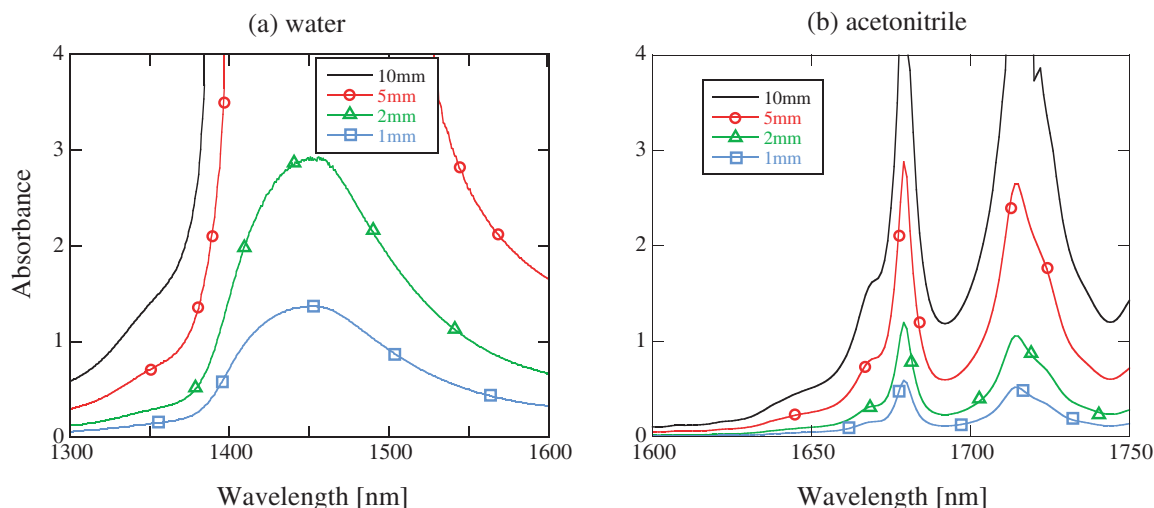 (a) water
4
3
2
1
0
Absorbance
10mm
5mm
2mm
1mm
1300
1400
1500
1600
Wavelength [nm]
(b) acetonitrile
4
3
2
1
0
10mm
5mm
2mm
1mm
1600
1650
1700
1750
Wavelength [nm]